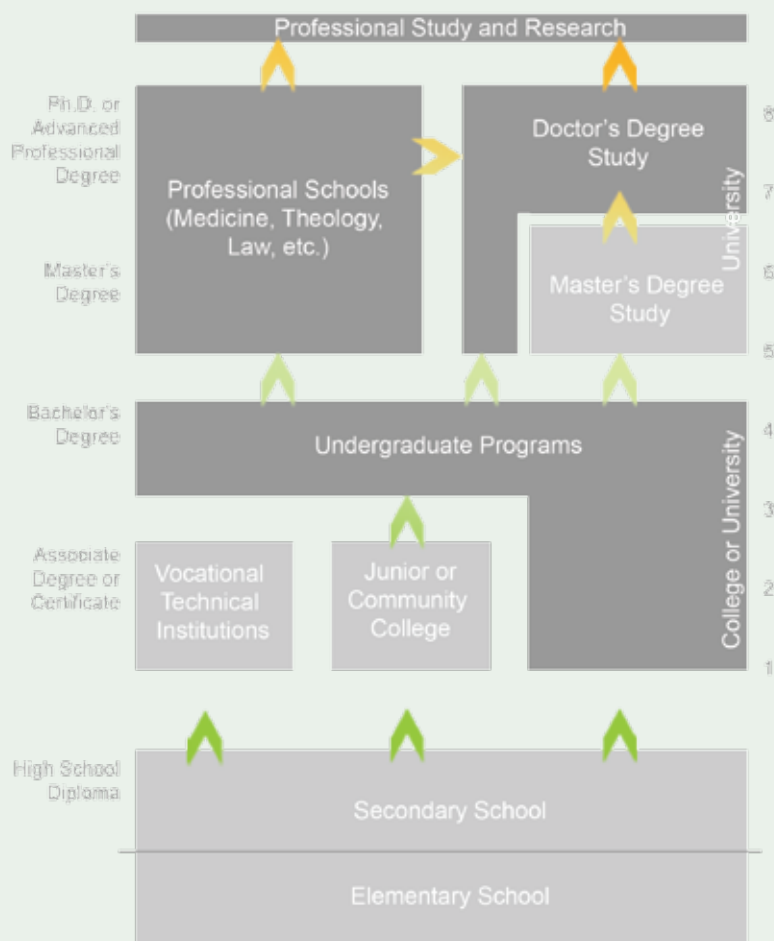 Professional Study and Research
Ph.D. or
Advanced
Professional
Degree
8
Doctor's Degree
Study
7
Professional Schools
(Medicine, Theology,
Law, etc.)
University
Master's
Degree
6
Master's Degree
Study
5
Bachelor's
Degree
4
Undergraduate Programs
College or University
3
Associate
Degree or
Certificate
Vocational
Technical
Institutions
Junior or
Community
College
2
1
High School
Diploma
Secondary School
Elementary School